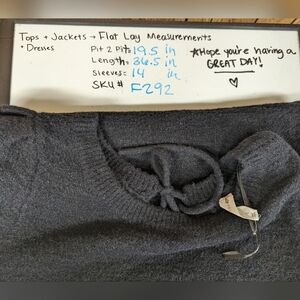 Tops + Jackets → Flat Lay Measurements
• Dresses
Pit 2 Pit: 19.5 in
Length: 36.5 in
Sleeves: 14 in
SKU# F292
★Hope you're having a
GREAT DAY!
♡